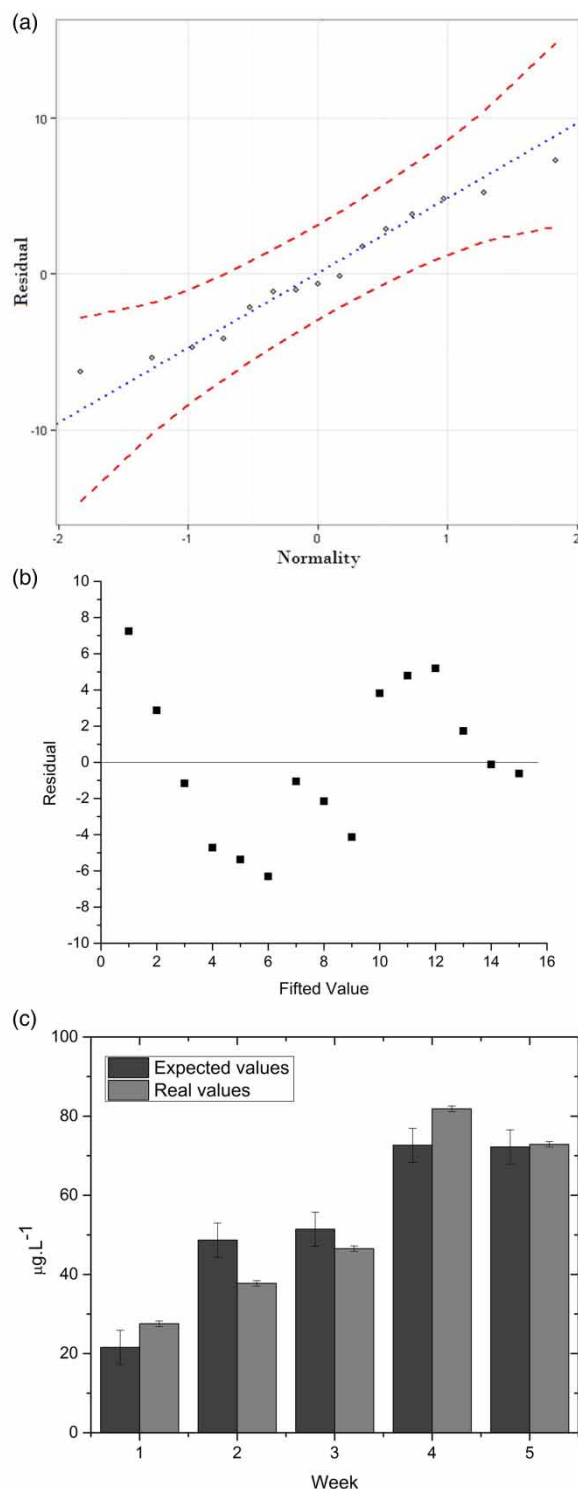 (a)
10
0
-10
Residual
-2
-1
0
1
2
Normality
(b)
10
8
6
4
2
0
-2
-4
-6
-8
-10
Residual
0 2 4 6 8 10 12 14 16
Fifted Value
(c)
100
80
60
40
20
0
µg.L-1
Expected values
Real values
1 2 3 4 5
Week